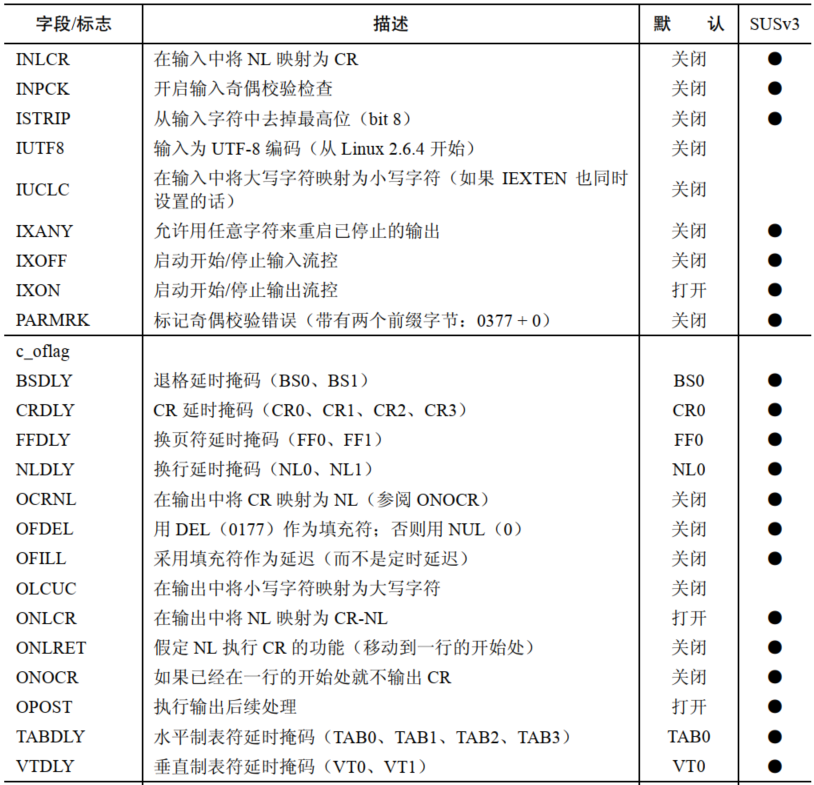 字段/标志 描述 默 认 SUSv3
INLCR 在输入中将 NL 映射为 CR 关闭 ●
INPCK 开启输入奇偶校验检查 关闭 ●
ISTRIP 从输入字符中去掉最高位（bit 8） 关闭 ●
IUTF8 输入为 UTF-8 编码（从 Linux 2.6.4 开始） 关闭
IUCLC 在输入中将大写字符映射为小写字符（如果 IEXTEN 也同时 关闭
设置的话）
IXANY 允许用任意字符来重启已停止的输出 关闭 ●
IXOFF 启动开始/停止输入流控 关闭 ●
IXON 启动开始/停止输出流控 打开 ●
PARMRK 标记奇偶校验错误（带有两个前缀字节：0377 + 0） 关闭 ●
c_oflag
BSDLY 退格延时掩码（BS0、BS1） BS0 ●
CRDLY CR 延时掩码（CR0、CR1、CR2、CR3） CR0 ●
FFDLY 换页符延时掩码（FF0、FF1） FF0 ●
NLDLY 换行延时掩码（NL0、NL1） NL0 ●
OCRNL 在输出中将 CR 映射为 NL（参阅 ONOCR） 关闭 ●
OFDEL 用 DEL（0177）作为填充符；否则用 NUL（0） 关闭 ●
OFILL 采用填充符作为延迟（而不是定时延迟） 关闭 ●
OLCUC 在输出中将小写字符映射为大写字符 关闭
ONLCR 在输出中将 NL 映射为 CR-NL 打开 ●
ONLRET 假定 NL 执行 CR 的功能（移动到一行的开始处） 关闭 ●
ONOCR 如果已经在一行的开始处就不输出 CR 关闭 ●
OPOST 执行输出后续处理 打开 ●
TABDLY 水平制表符延时掩码（TAB0、TAB1、TAB2、TAB3） TAB0 ●
VTDLY 垂直制表符延时掩码（VT0、VT1） VT0 ●